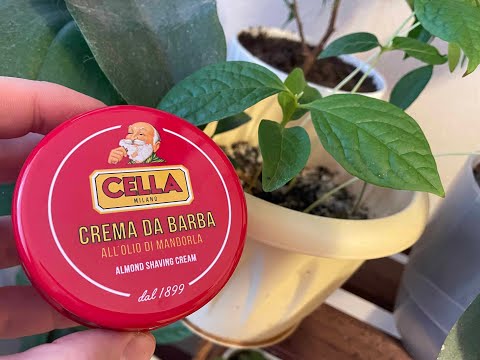 CELLA
MILANO
CREMA DA BARBA
ALL'OLIO DI MANDORLA
ALMOND SHAVING CREAM
dal 1899